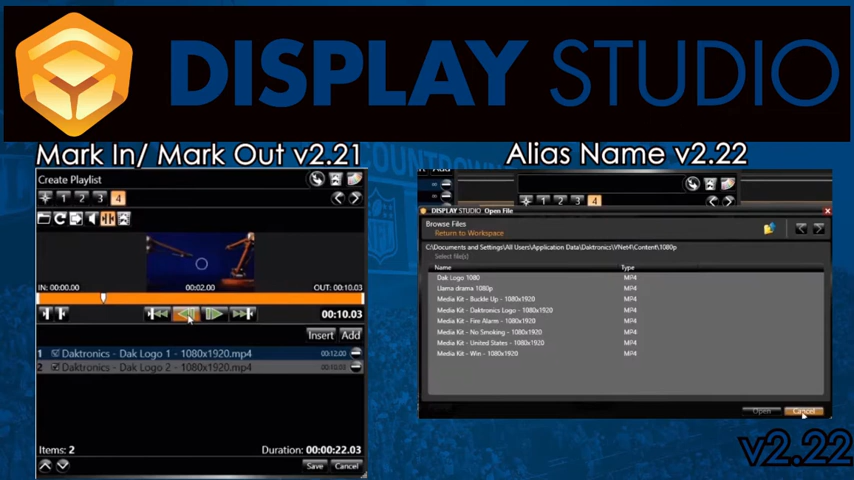 DISPLAY STUDIO
Mark In/ Mark Out v2.21
Create Playlist
1 2 3 4
IN: 00:00.00
00:02.00
OUT: 00:10.03
00:10.03
Insert Add
1 Daktronics - Dak Logo 1 - 1080x1920.mp4 00:12.00
2 Daktronics - Dak Logo 2 - 1080x1920.mp4 00:10.03
Items: 2
Duration: 00:00:22.03
Save Cancel
Alias Name v2.22
1 2 3 4
DISPLAY STUDIO Open File
Browse Files
Return to Workspace
C:\Documents and Settings\All Users\Application Data\Daktronics\VNet4\Content\1080p
Select file(s)
Name Type
Dak Logo 1080 MP4
Llama drama 1080p MP4
Media Kit - Buckle Up - 1080x1920 MP4
Media Kit - Daktronics Logo - 1080x1920 MP4
Media Kit - Fire Alarm - 1080x1920 MP4
Media Kit - No Smoking - 1080x1920 MP4
Media Kit - United States - 1080x1920 MP4
Media Kit - Win - 1080x1920 MP4
Open Cancel
v2.22